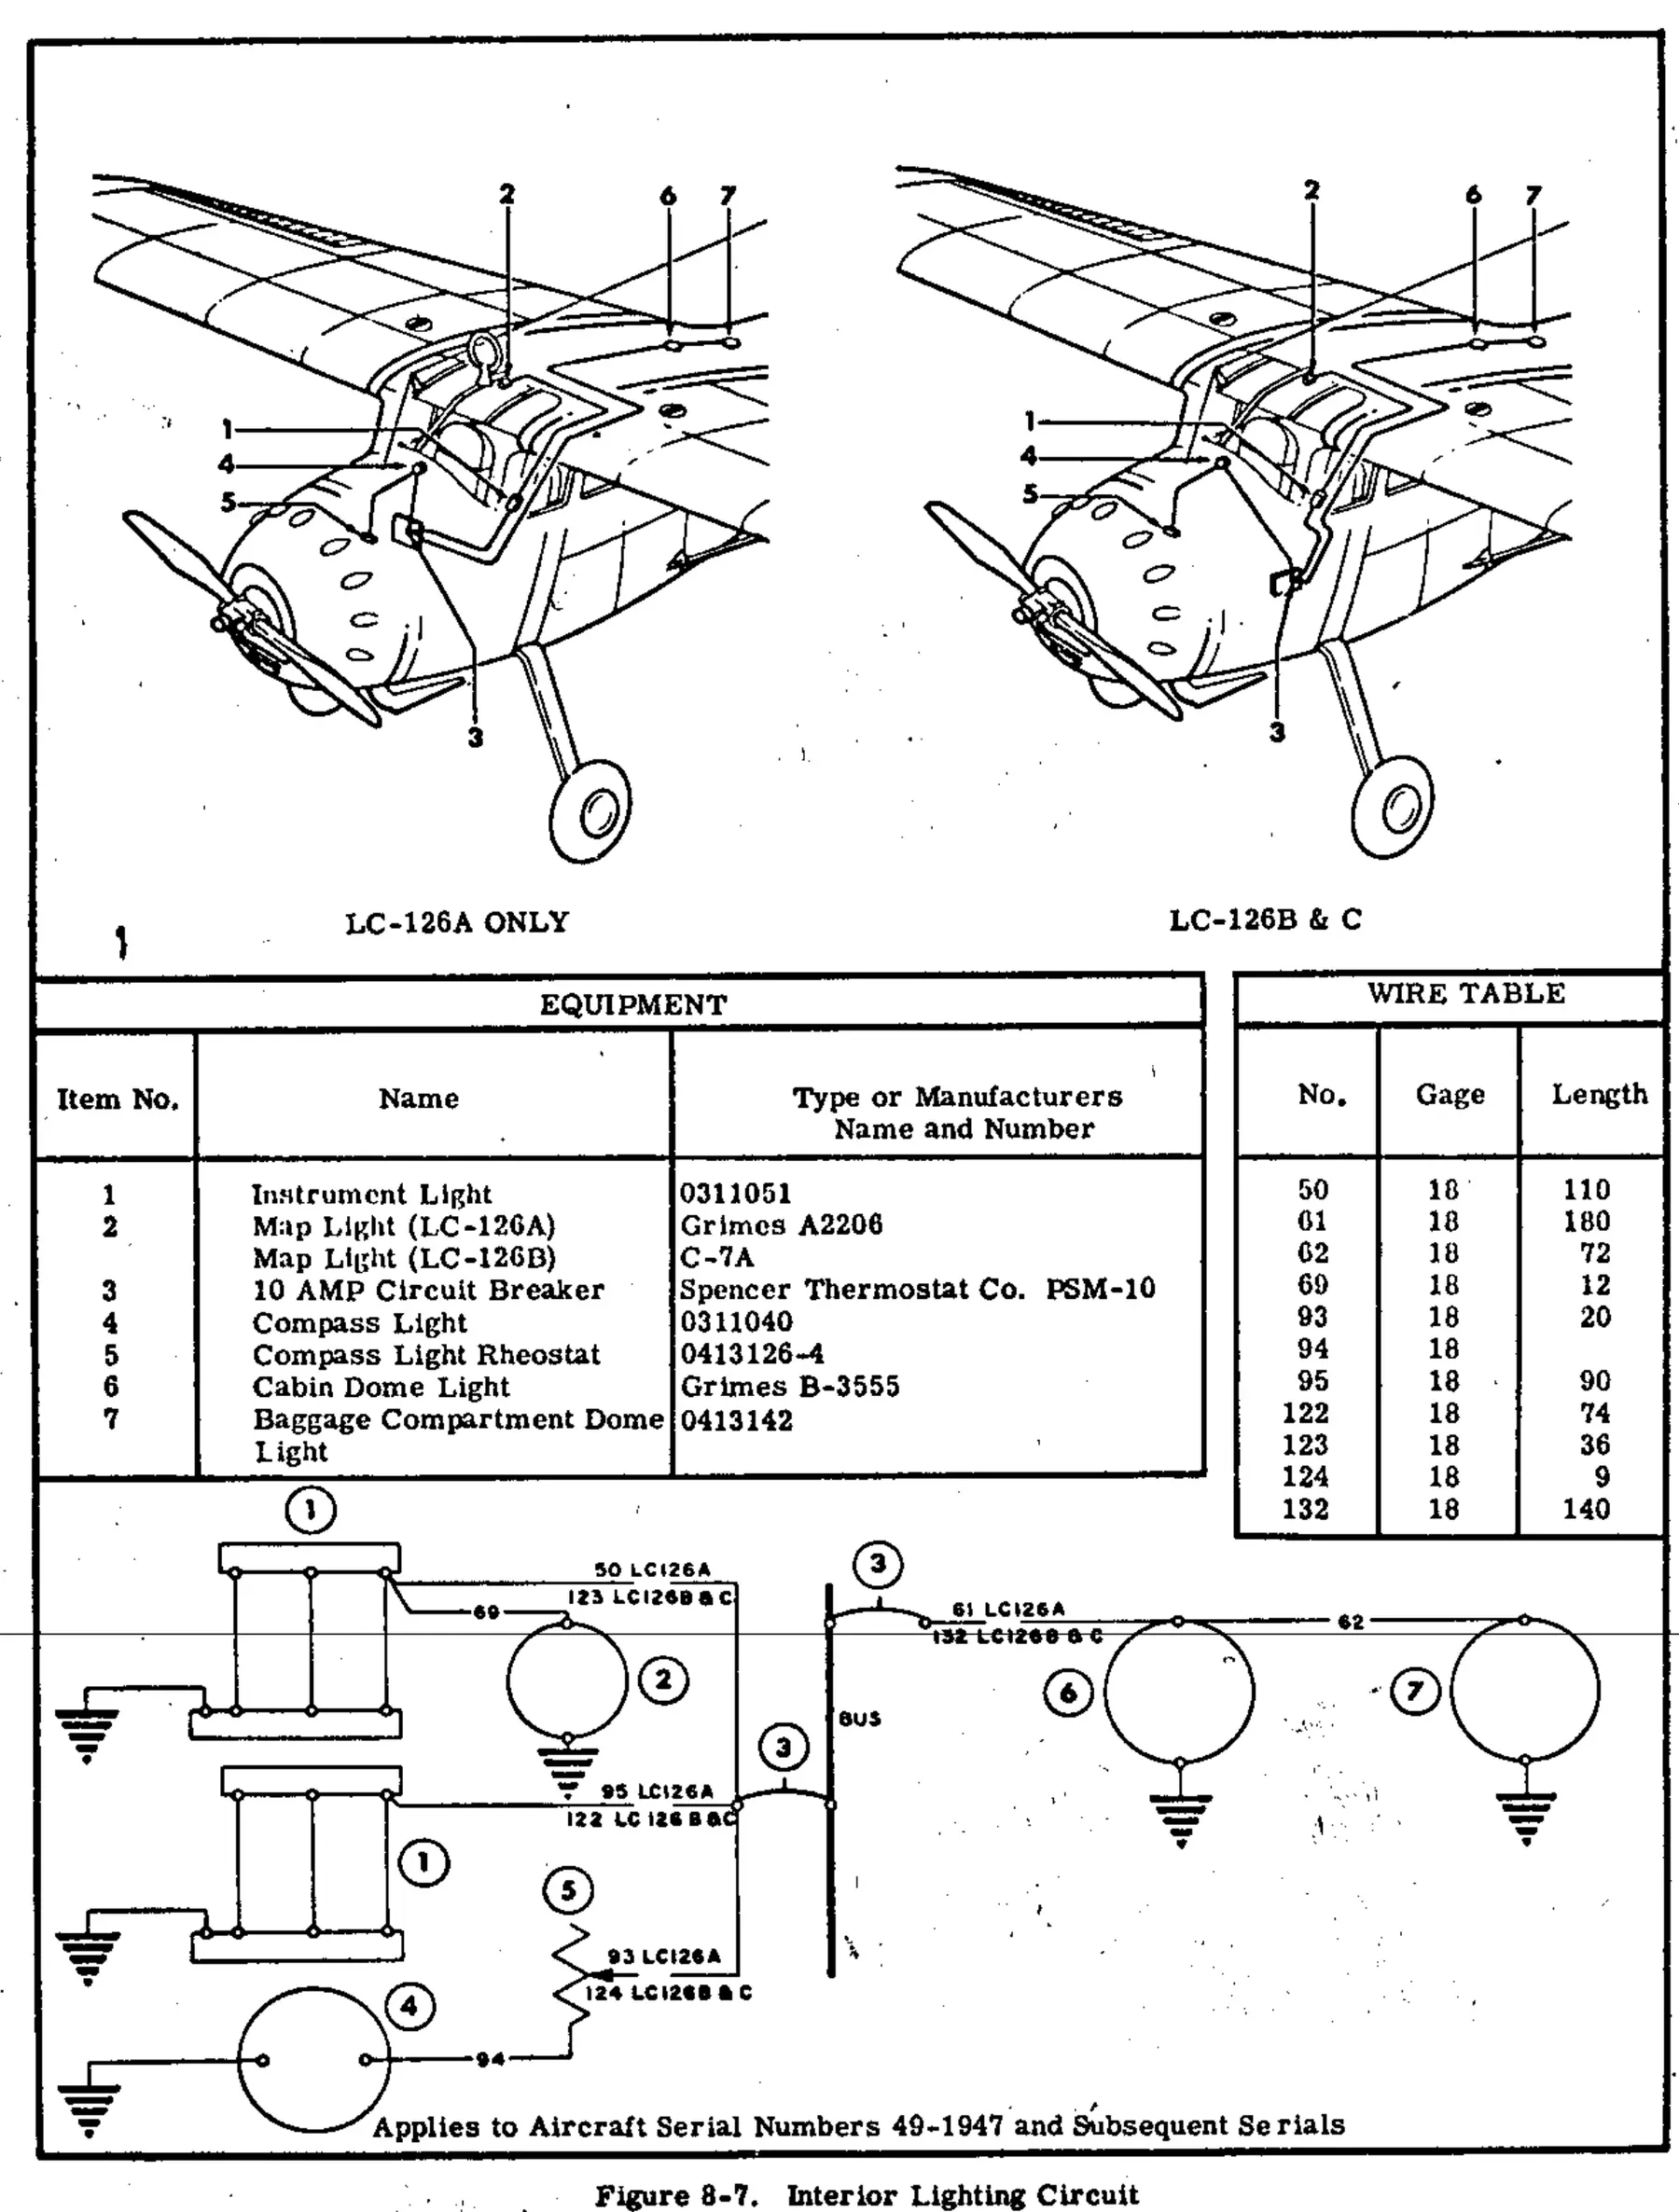 2 6 7
1
4
5
3
2 6 7
1
4
5
3
LC-126A ONLY
LC-126B & C
1
EQUIPMENT
Item No. Name Type or Manufacturers
Name and Number
1 Instrument Light 0311051
2 Map Light (LC-126A) Grimes A2206
Map Light (LC-126B) C-7A
3 10 AMP Circuit Breaker Spencer Thermostat Co. PSM-10
4 Compass Light 0311040
5 Compass Light Rheostat 0413126-4
6 Cabin Dome Light Grimes B-3555
7 Baggage Compartment Dome 0413142
Light
WIRE TABLE
No. Gage Length
50 18 110
61 18 180
62 18 72
69 18 12
93 18 20
94 18
95 18 90
122 18 74
123 18 36
124 18 9
132 18 140
1
50 LC126A
123 LC126B & C
69
2
3
61 LC126A
132 LC126B & C
62
6
7
BUS
3
95 LC126A
122 LC 126 B & C
1
5
93 LC126A
124 LC126B & C
4
94
Applies to Aircraft Serial Numbers 49-1947 and Subsequent Serials
Figure 8-7. Interior Lighting Circuit